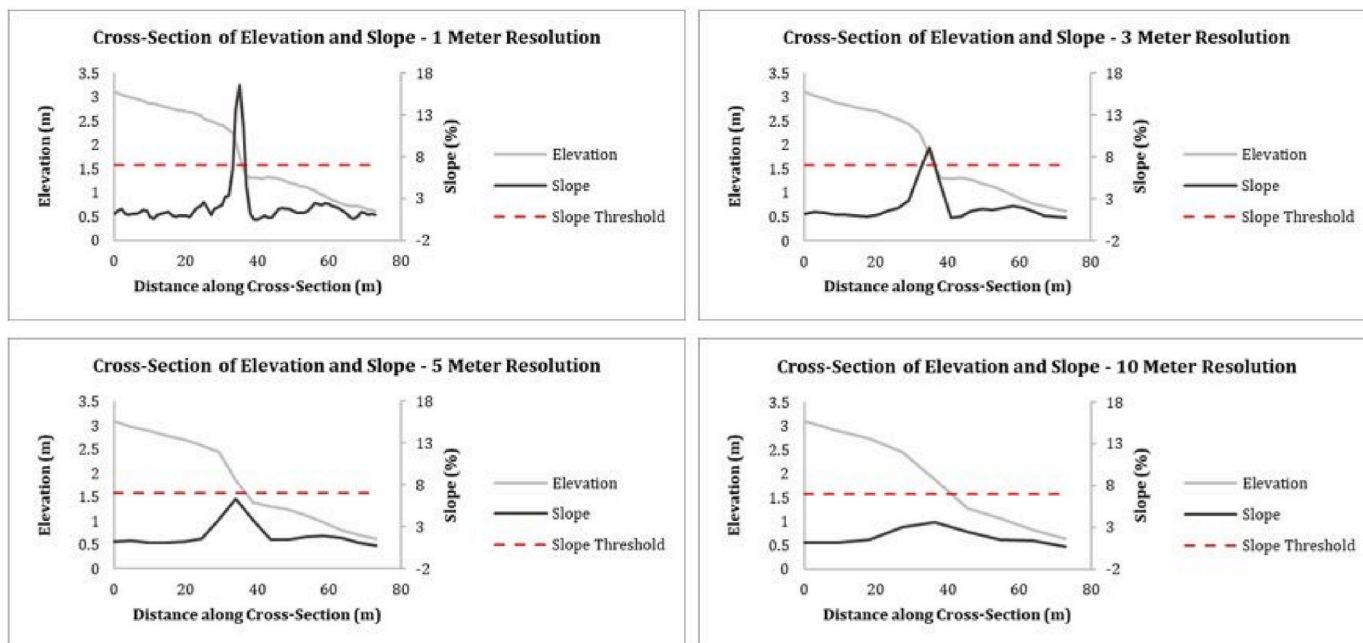 Cross-Section of Elevation and Slope - 1 Meter Resolution
3.5
3
2.5
2
1.5
1
0.5
0
Elevation (m)
18
13
8
3
-2
Slope (%)
0 20 40 60 80
Distance along Cross-Section (m)
Elevation
Slope
Slope Threshold
Cross-Section of Elevation and Slope - 3 Meter Resolution
3.5
3
2.5
2
1.5
1
0.5
0
Elevation (m)
18
13
8
3
-2
Slope (%)
0 20 40 60 80
Distance along Cross-Section (m)
Elevation
Slope
Slope Threshold
Cross-Section of Elevation and Slope - 5 Meter Resolution
3.5
3
2.5
2
1.5
1
0.5
0
Elevation (m)
18
13
8
3
-2
Slope (%)
0 20 40 60 80
Distance along Cross-Section (m)
Elevation
Slope
Slope Threshold
Cross-Section of Elevation and Slope - 10 Meter Resolution
3.5
3
2.5
2
1.5
1
0.5
0
Elevation (m)
18
13
8
3
-2
Slope (%)
0 20 40 60 80
Distance along Cross-Section (m)
Elevation
Slope
Slope Threshold